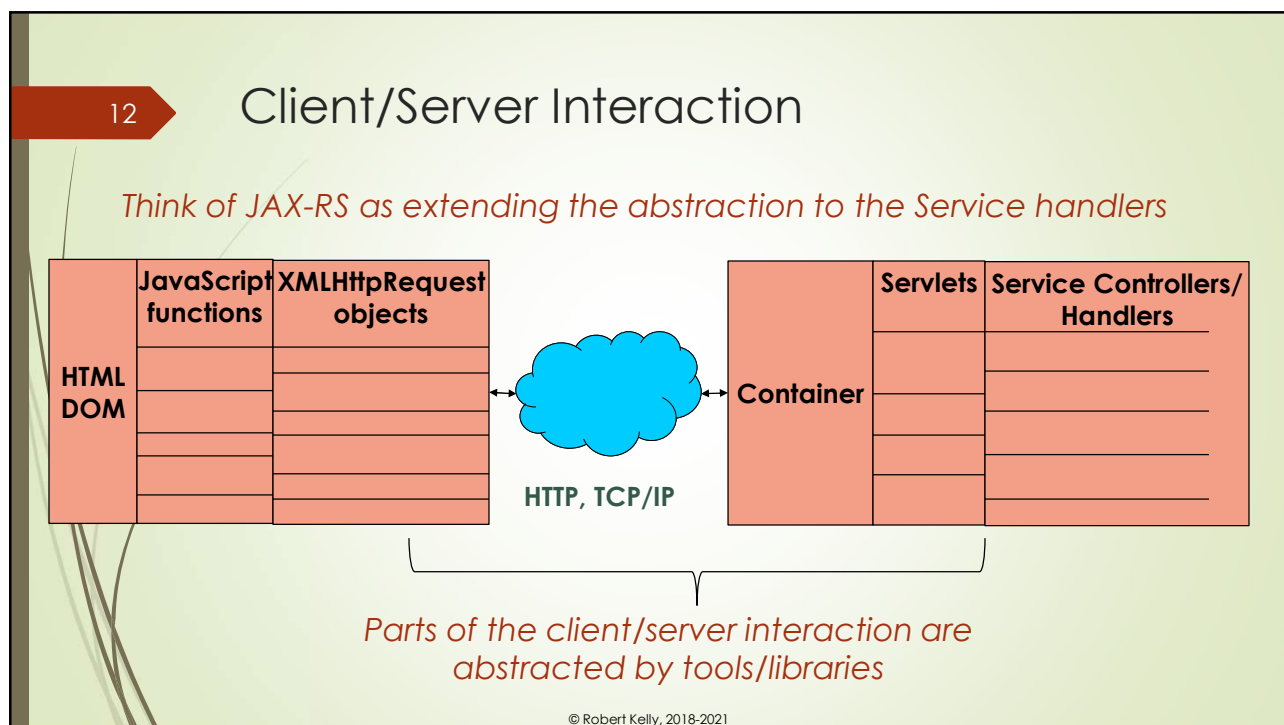 12
Client/Server Interaction
Think of JAX-RS as extending the abstraction to the Service handlers
HTML
DOM
JavaScript
functions
XMLHttpRequest
objects
HTTP, TCP/IP
Container
Servlets
Service Controllers/
Handlers
Parts of the client/server interaction are
abstracted by tools/libraries
© Robert Kelly, 2018-2021